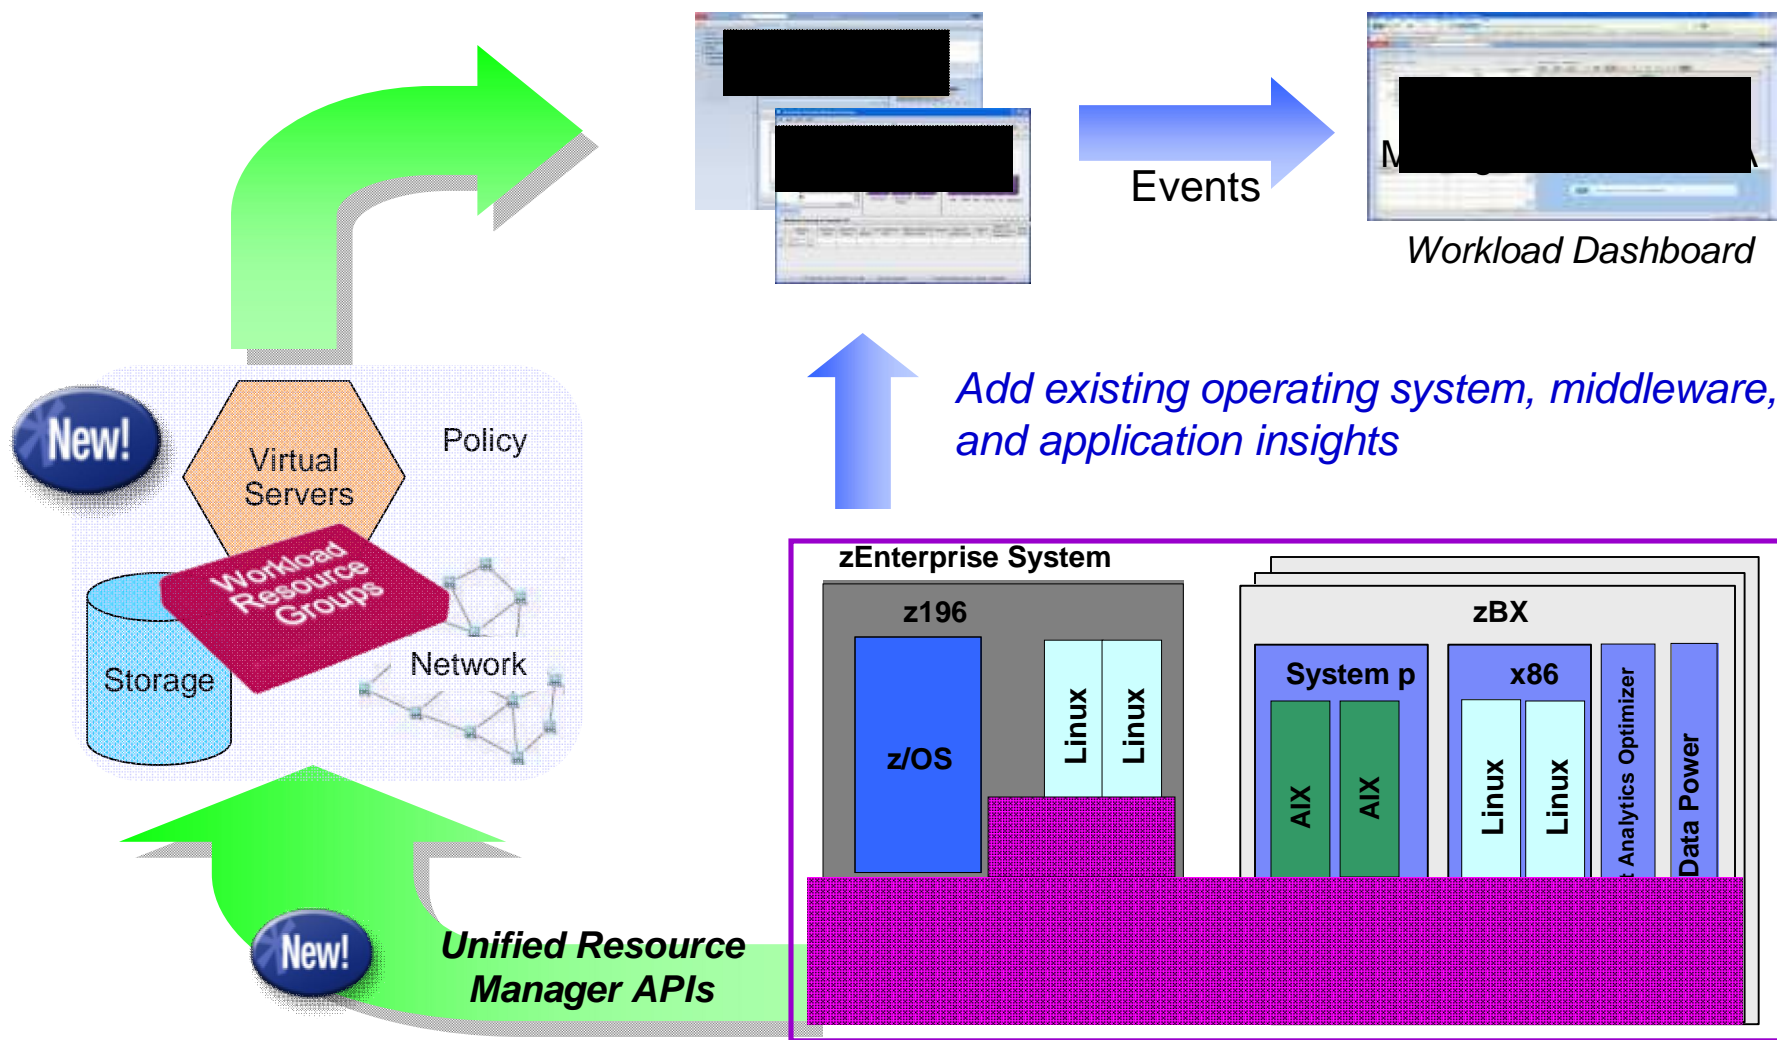 Events
Workload Dashboard
New!
Virtual
Servers
Policy
Workload
Resource
Groups
Storage
Network
Add existing operating system, middleware,
and application insights
zEnterprise System
z196
z/OS
Linux
Linux
zBX
System p
AIX
AIX
x86
Linux
Linux
Analytics Optimizer
Data Power
New!
Unified Resource
Manager APIs